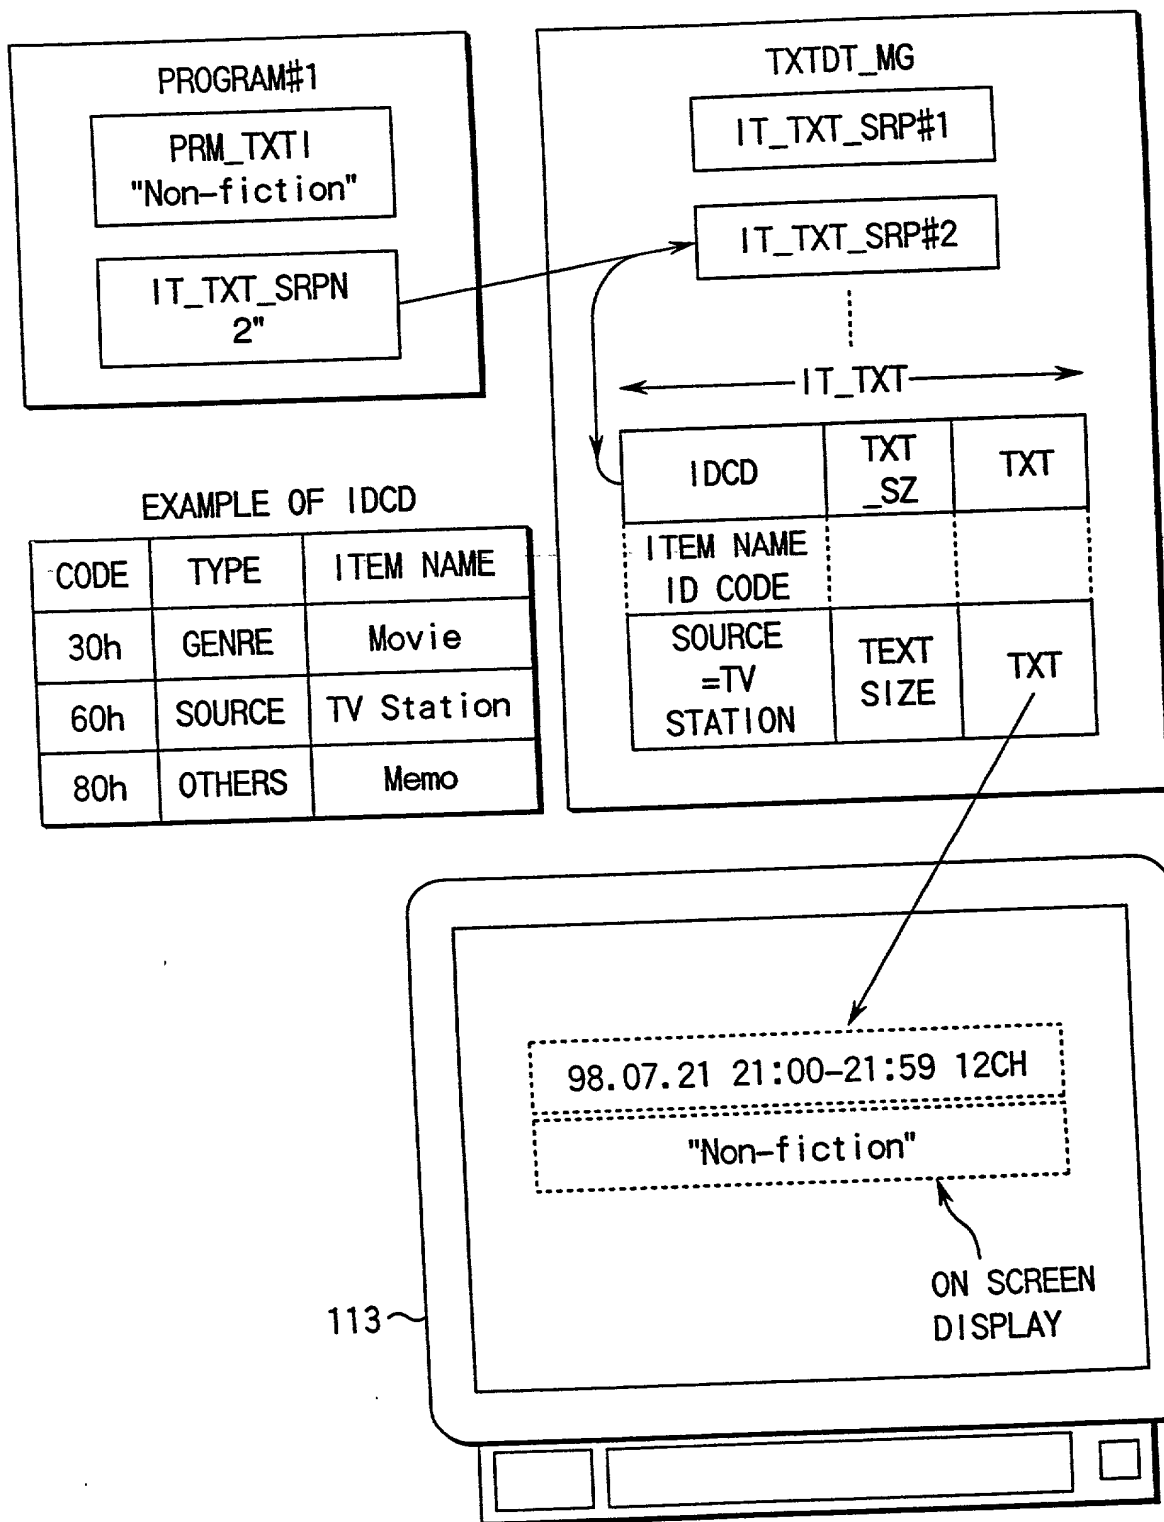 PROGRAM#1
PRM_TXTI
"Non-fiction"
IT_TXT_SRPN
2"
TXTDT_MG
IT_TXT_SRP#1
IT_TXT_SRP#2
IT_TXT
IDCD
TXT
_SZ
TXT
ITEM NAME
ID CODE
SOURCE
=TV
STATION
TEXT
SIZE
TXT
EXAMPLE OF IDCD
CODE TYPE ITEM NAME
30h GENRE Movie
60h SOURCE TV Station
80h OTHERS Memo
98.07.21 21:00-21:59 12CH
"Non-fiction"
ON SCREEN
DISPLAY
113